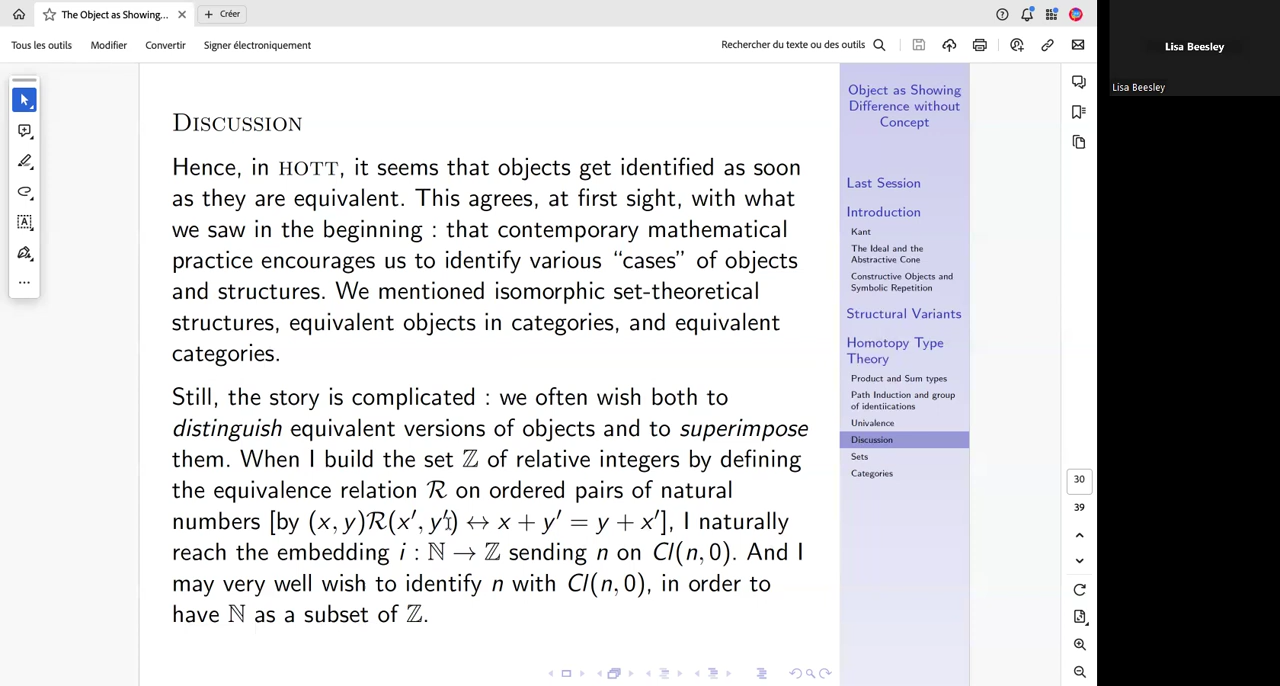 The Object as Showing...
Créer
Tous les outils
Modifier
Convertir
Signer électroniquement
Rechercher du texte ou des outils
Lisa Beesley
Lisa Beesley
DISCUSSION
Hence, in HOTT, it seems that objects get identified as soon
as they are equivalent. This agrees, at first sight, with what
we saw in the beginning : that contemporary mathematical
practice encourages us to identify various “cases” of objects
and structures. We mentioned isomorphic set-theoretical
structures, equivalent objects in categories, and equivalent
categories.
Still, the story is complicated : we often wish both to
distinguish equivalent versions of objects and to superimpose
them. When I build the set ℤ of relative integers by defining
the equivalence relation ℛ on ordered pairs of natural
numbers [by (x, y)ℛ(x′, y′) ↔ x + y′ = y + x′], I naturally
reach the embedding i : ℕ → ℤ sending n on Cl(n, 0). And I
may very well wish to identify n with Cl(n, 0), in order to
have ℕ as a subset of ℤ.
Object as Showing
Difference without
Concept
Last Session
Introduction
Kant
The Ideal and the
Abstractive Cone
Constructive Objects and
Symbolic Repetition
Structural Variants
Homotopy Type
Theory
Product and Sum types
Path Induction and group
of identiications
Univalence
Discussion
Sets
Categories
30
39